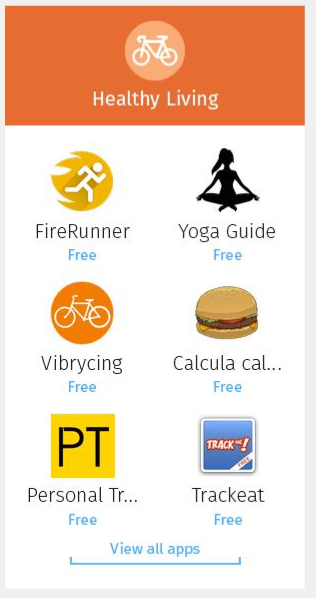 Healthy Living
FireRunner
Yoga Guide
Free
Free
Vibrycing
Calcula cal...
Free
Free
PT
TRACK eat!
FREE
Personal Tr...
Trackeat
Free
Free
View all apps